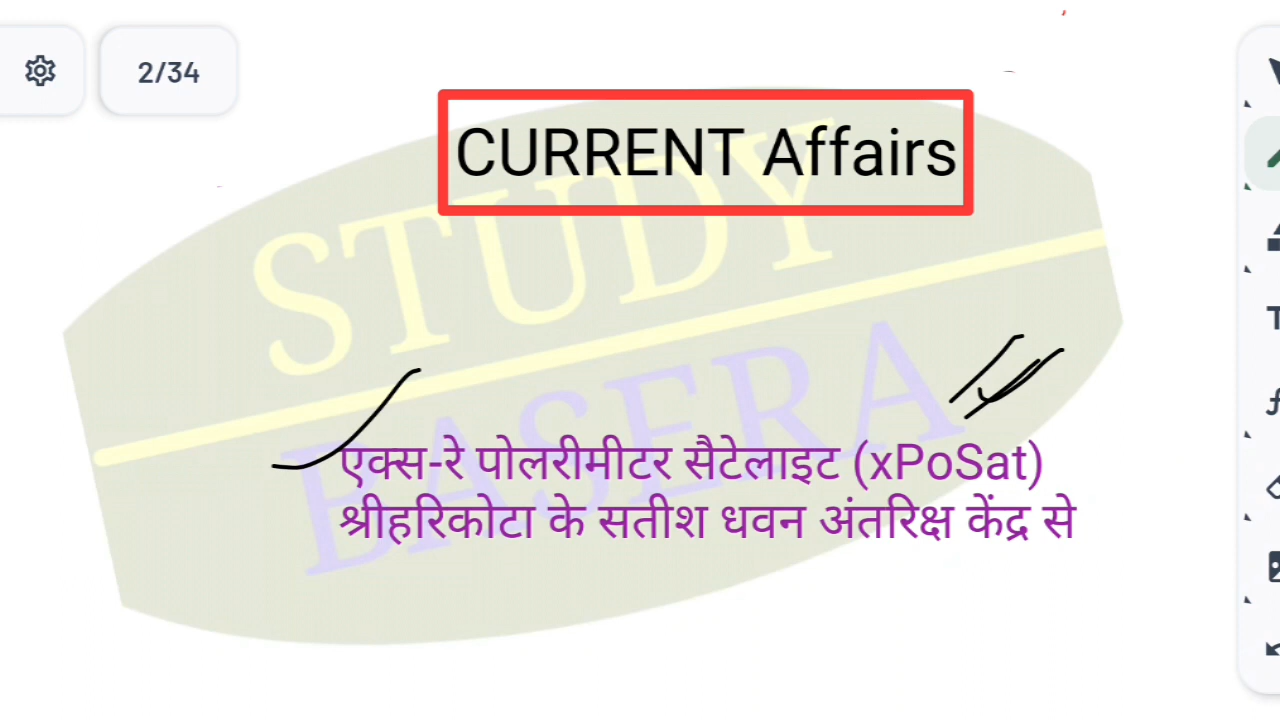 2/34
CURRENT Affairs
STUDY
BASERA
एक्स-रे पोलरीमीटर सैटेलाइट (xPoSat)
श्रीहरिकोटा के सतीश धवन अंतरिक्ष केंद्र से